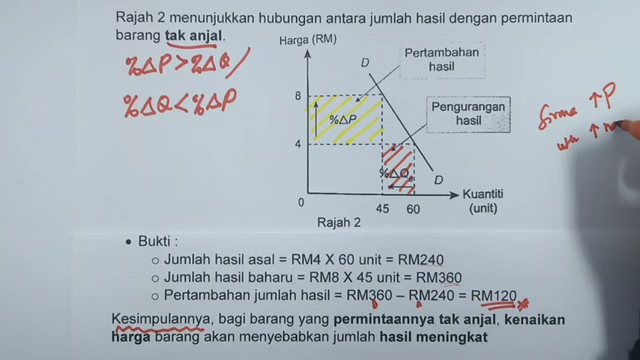 Rajah 2 menunjukkan hubungan antara jumlah hasil dengan permintaan
barang tak anjal.
%ΔP > %ΔQ /
%ΔQ < %ΔP
Harga (RM)
D
Pertambahan
hasil
8
%ΔP
Pengurangan
hasil
4
%ΔQ
D
0
45
60
Kuantiti
(unit)
Rajah 2
firma ↑ P
utk ↑
• Bukti :
o Jumlah hasil asal = RM4 X 60 unit = RM240
o Jumlah hasil baharu = RM8 X 45 unit = RM360
o Pertambahan jumlah hasil = RM360 – RM240 = RM120
Kesimpulannya, bagi barang yang permintaannya tak anjal, kenaikan
harga barang akan menyebabkan jumlah hasil meningkat